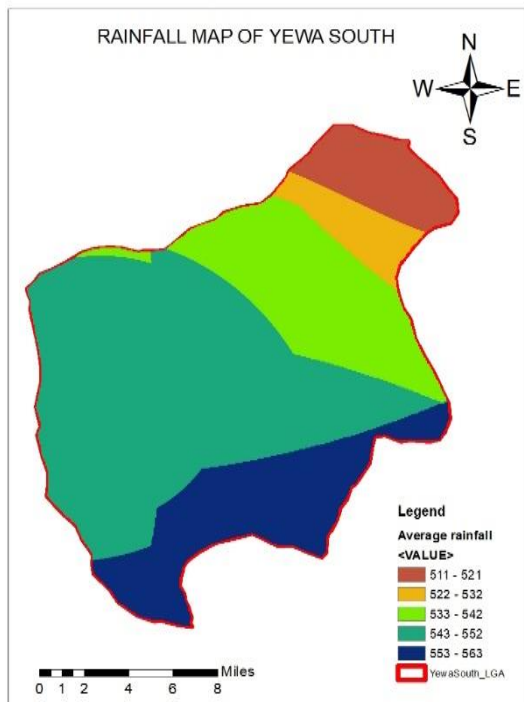 RAINFALL MAP OF YEWA SOUTH
N
W E
S
Legend
Average rainfall
<VALUE>
511 - 521
522 - 532
533 - 542
543 - 552
553 - 563
YewaSouth_LGA
Miles
0 1 2 4 6 8